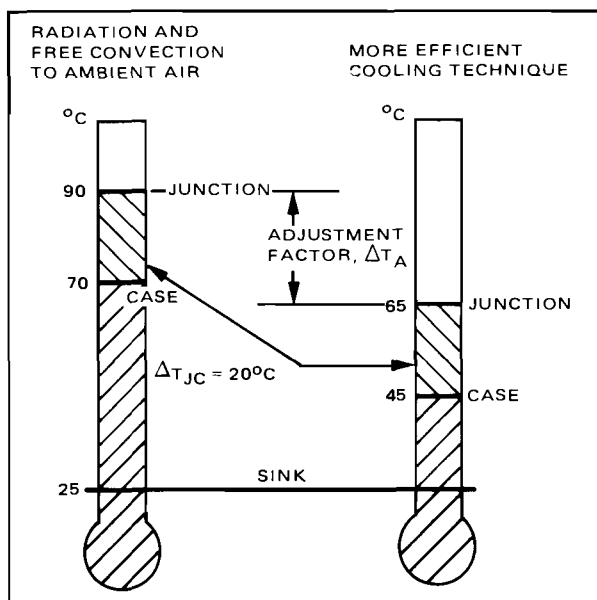 RADIATION AND
FREE CONVECTION
TO AMBIENT AIR
MORE EFFICIENT
COOLING TECHNIQUE
°C
°C
90
JUNCTION
ADJUSTMENT
FACTOR, ΔTA
70
CASE
65
JUNCTION
ΔTJC = 20°C
45
CASE
SINK
25